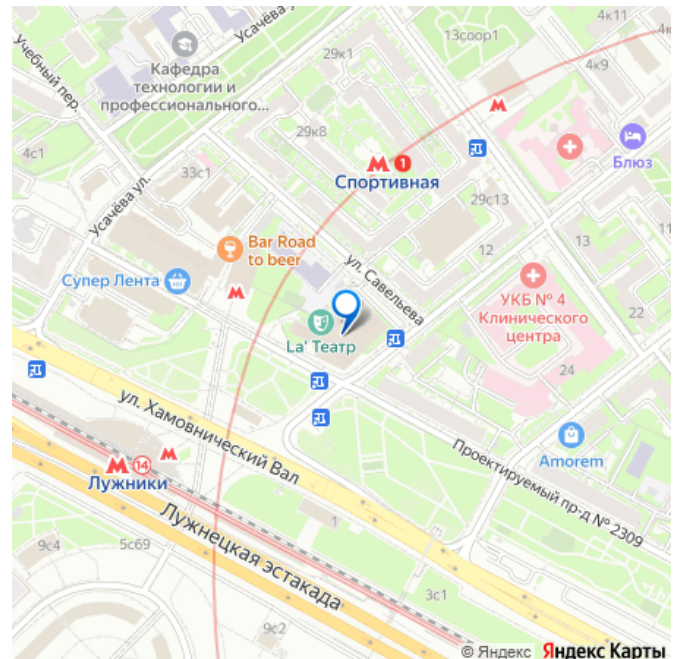 4к11
Усачёва ул.
29к1
13соор1
Учебный пер.
Кафедра
технологии и
профессионального...
4к9
29к8
Блюз
4с1
33с1
1
Спортивная
29с13
Усачёва ул.
Bar Road
to beer
12
13
11
Супер Лента
ул. Савельева
УКБ № 4
Клинического
центра
22
La' Театр
24
ул. Хамовнический Вал
Amorem
14
Лужники
Проектируемый пр-д № 2309
1
Лужнецкая эстакада
9с4
5с69
3с1
9с2
© Яндекс Яндекс Карты